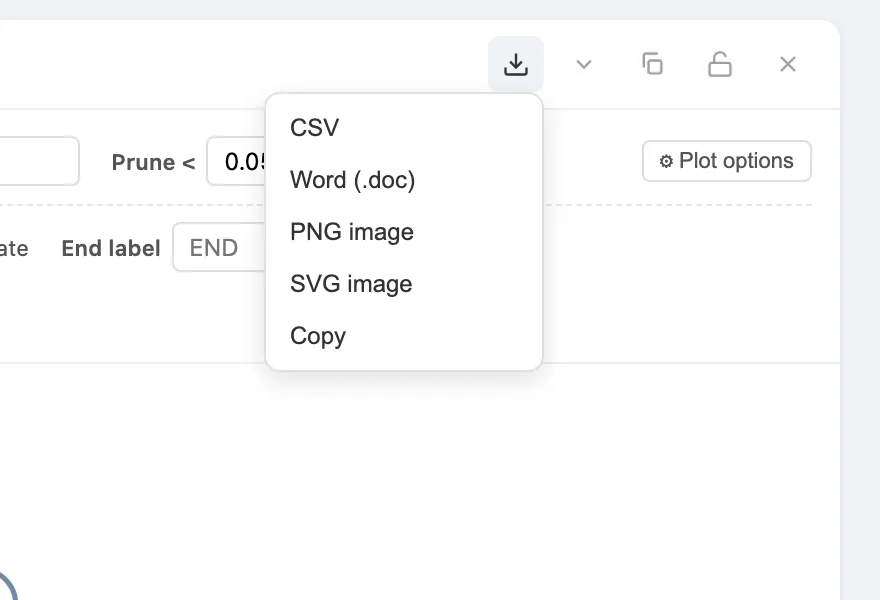 CSV
Prune < 0.05
Plot options
Word (.doc)
PNG image
ate End label END
SVG image
Copy